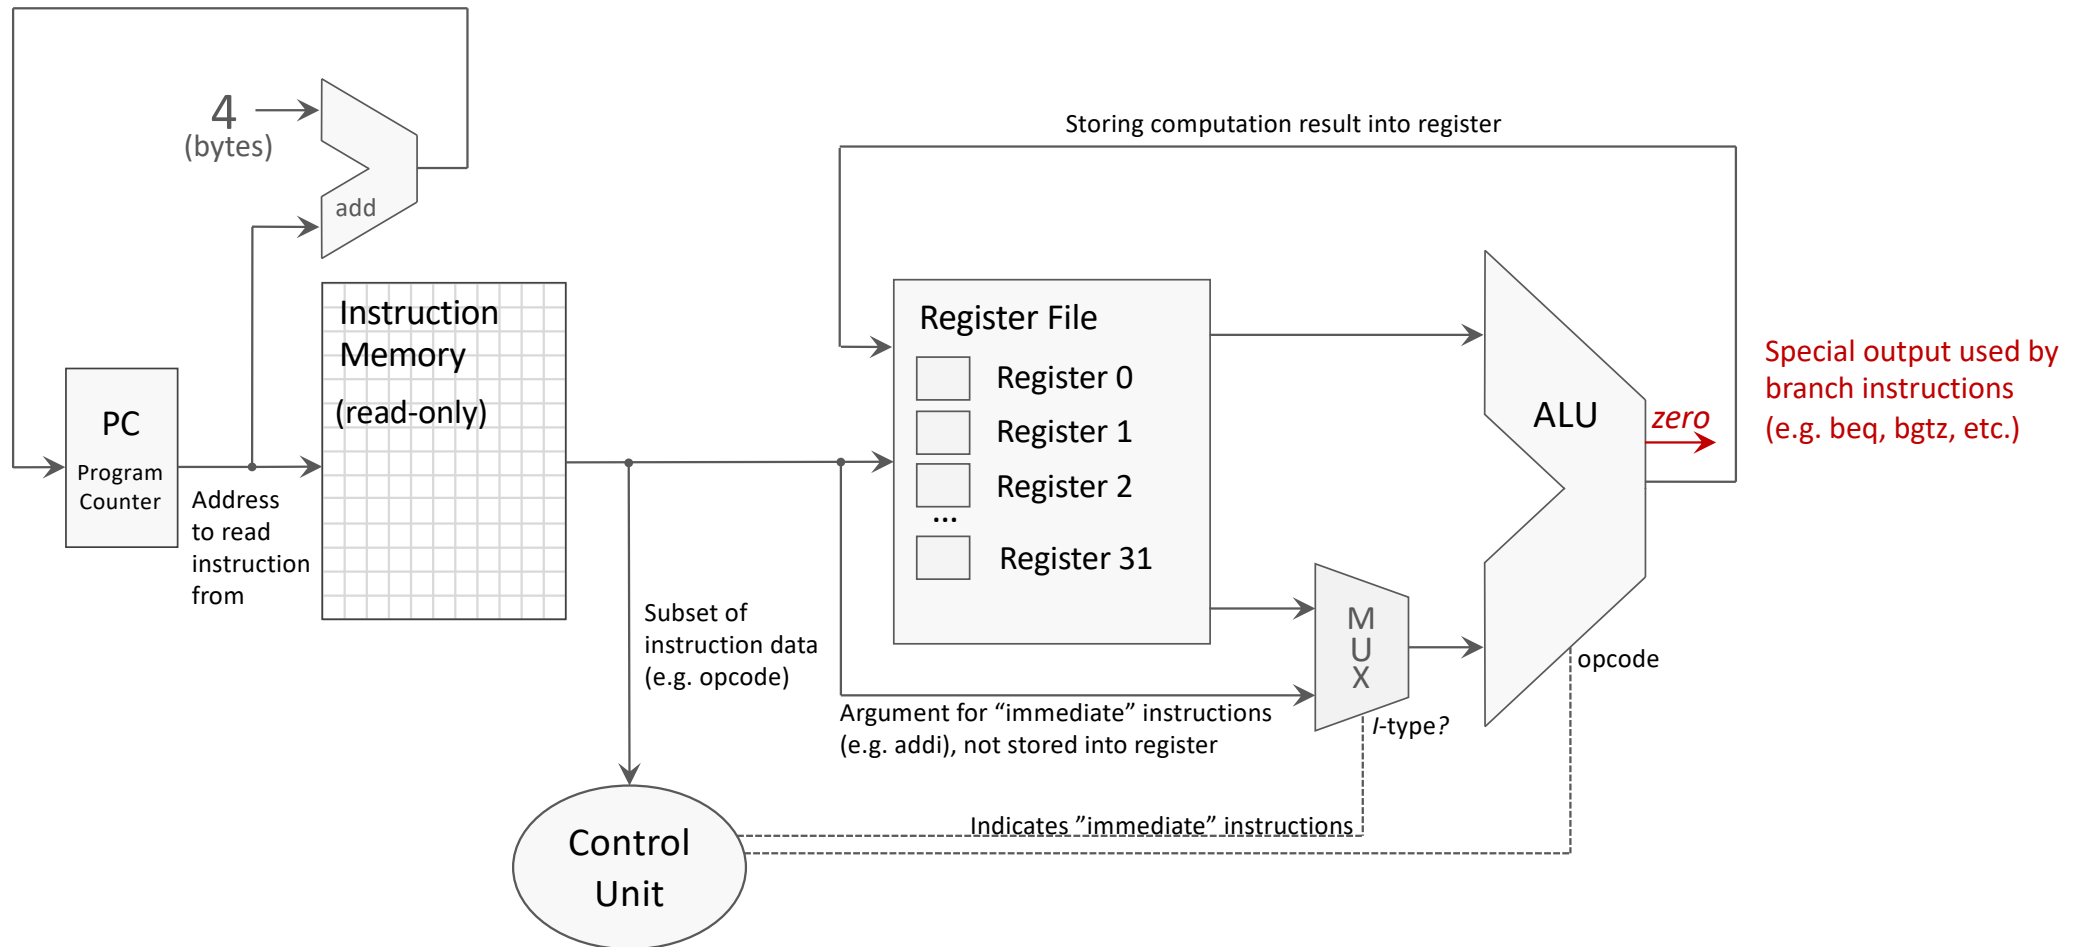 4
(bytes)
add
Storing computation result into register
Instruction
Memory
(read-only)
PC
Program
Counter
Address
to read
instruction
from
Register File
Register 0
Register 1
Register 2
...
Register 31
ALU
zero
Special output used by
branch instructions
(e.g. beq, bgtz, etc.)
Subset of
instruction data
(e.g. opcode)
M
U
X
opcode
Argument for “immediate” instructions
(e.g. addi), not stored into register
I-type?
Indicates ”immediate” instructions
Control
Unit